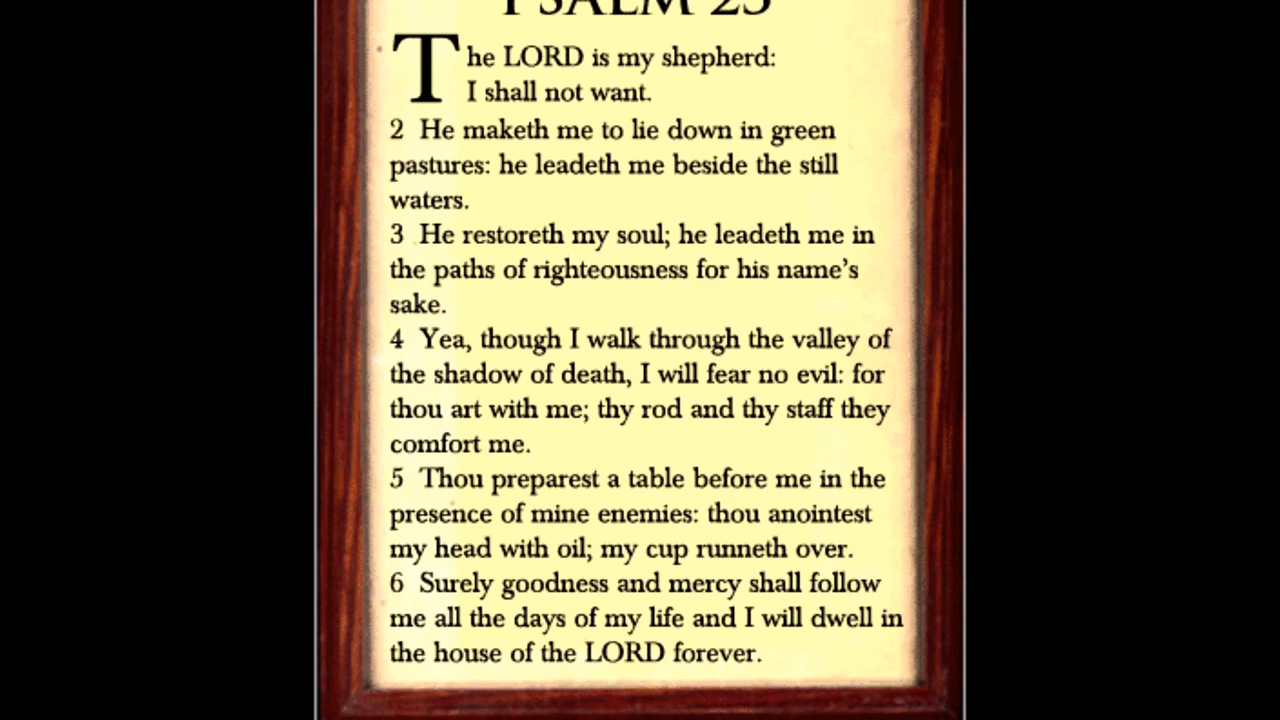 PSALM 23
The LORD is my shepherd:
I shall not want.
2 He maketh me to lie down in green
pastures: he leadeth me beside the still
waters.
3 He restoreth my soul; he leadeth me in
the paths of righteousness for his name's
sake.
4 Yea, though I walk through the valley of
the shadow of death, I will fear no evil: for
thou art with me; thy rod and thy staff they
comfort me.
5 Thou preparest a table before me in the
presence of mine enemies: thou anointest
my head with oil; my cup runneth over.
6 Surely goodness and mercy shall follow
me all the days of my life and I will dwell in
the house of the LORD forever.